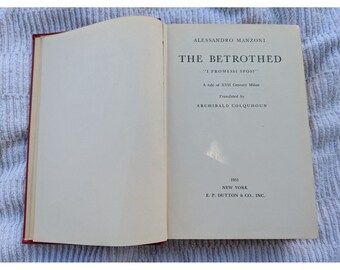 ALESSANDRO MANZONI
THE BETROTHED
"I PROMESSI SPOSI"
A tale of XVII Century Milan
Translated by
ARCHIBALD COLQUHOUN
1951
NEW YORK
E. P. DUTTON & CO., INC.